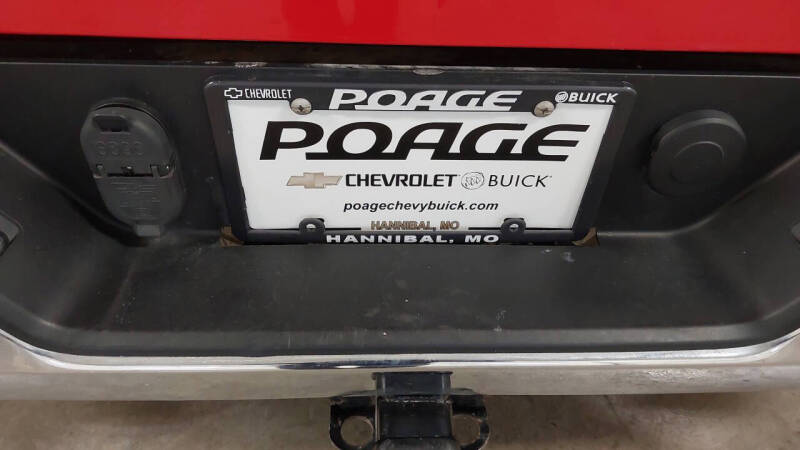 CHEVROLET POAGE BUICK
POAGE
CHEVROLET BUICK
poagechevybuick.com
HANNIBAL, MO
HANNIBAL, MO